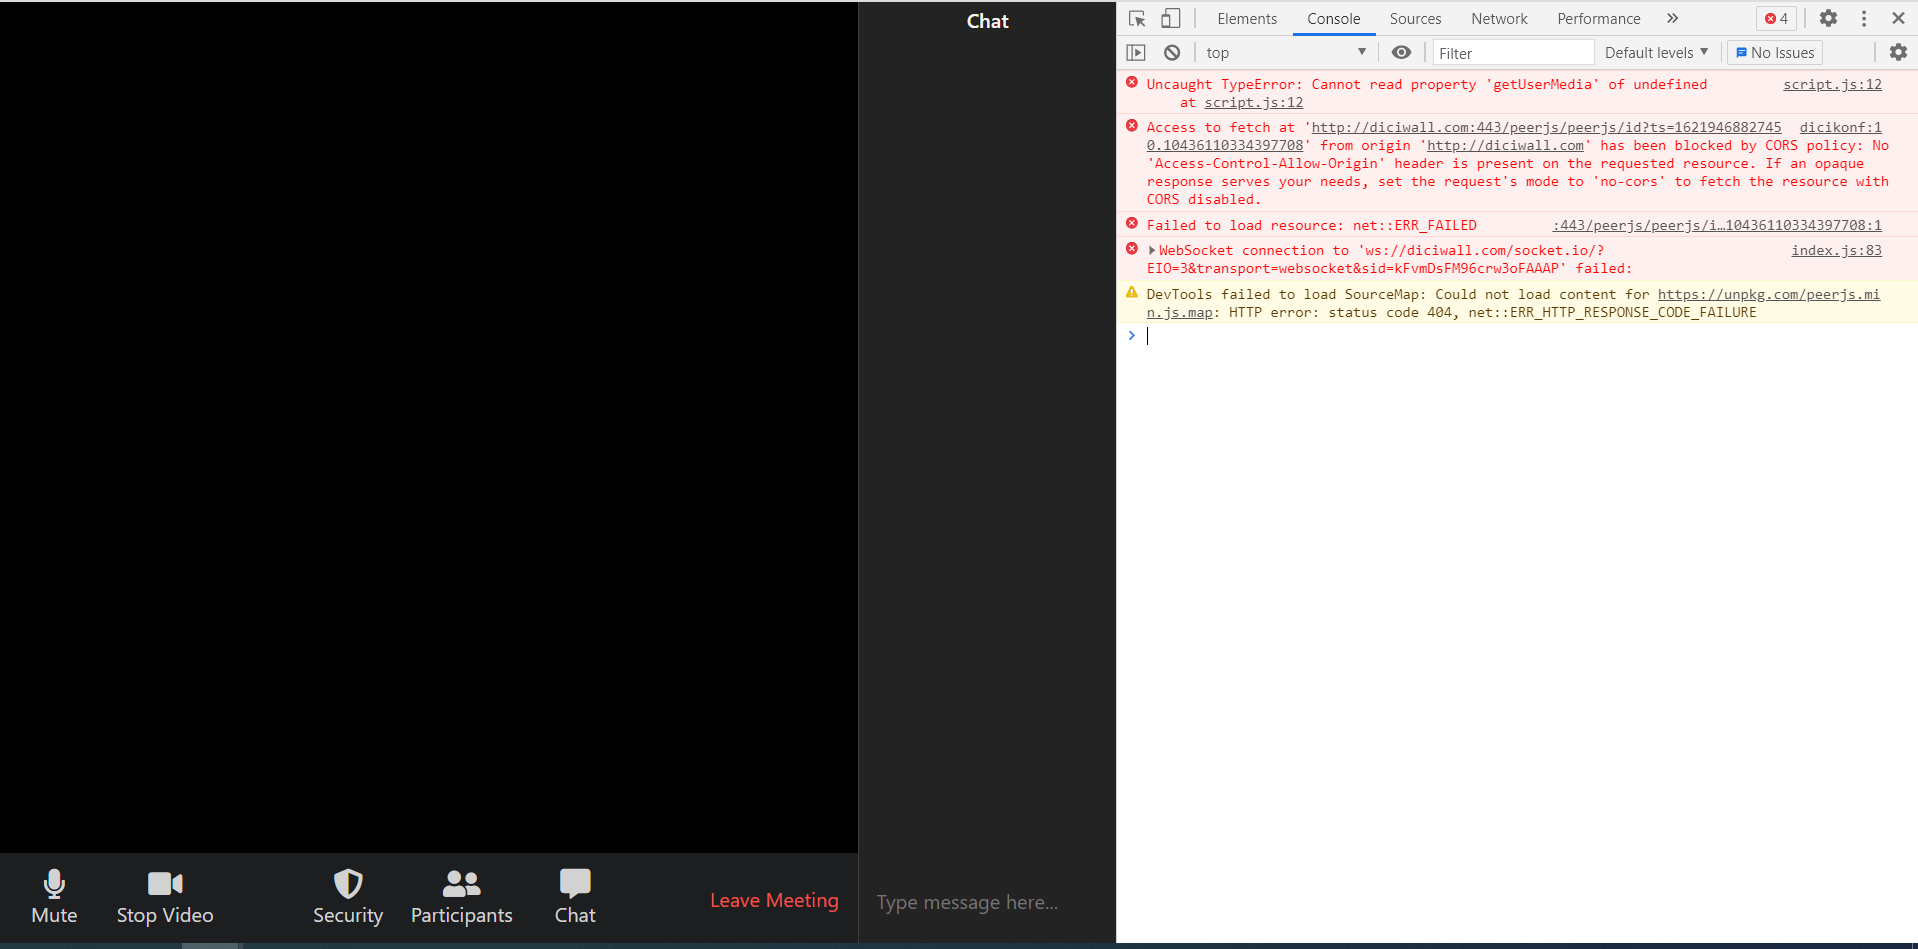 Chat
Mute
Stop Video
Security
Participants
Chat
Leave Meeting
Type message here...
Elements Console Sources Network Performance 4
top Filter Default levels No Issues
Uncaught TypeError: Cannot read property 'getUserMedia' of undefined script.js:12
at script.js:12
Access to fetch at 'http://diciwall.com:443/peerjs/peerjs/id?ts=1621946882745 dicikonf:1
0.10436110334397708' from origin 'http://diciwall.com' has been blocked by CORS policy: No
'Access-Control-Allow-Origin' header is present on the requested resource. If an opaque
response serves your needs, set the request's mode to 'no-cors' to fetch the resource with
CORS disabled.
Failed to load resource: net::ERR_FAILED :443/peerjs/peerjs/i…10436110334397708:1
WebSocket connection to 'ws://diciwall.com/socket.io/? index.js:83
EIO=3&transport=websocket&sid=kFvmDsFM96crw3oFAAAP' failed:
DevTools failed to load SourceMap: Could not load content for https://unpkg.com/peerjs.mi
n.js.map: HTTP error: status code 404, net::ERR_HTTP_RESPONSE_CODE_FAILURE